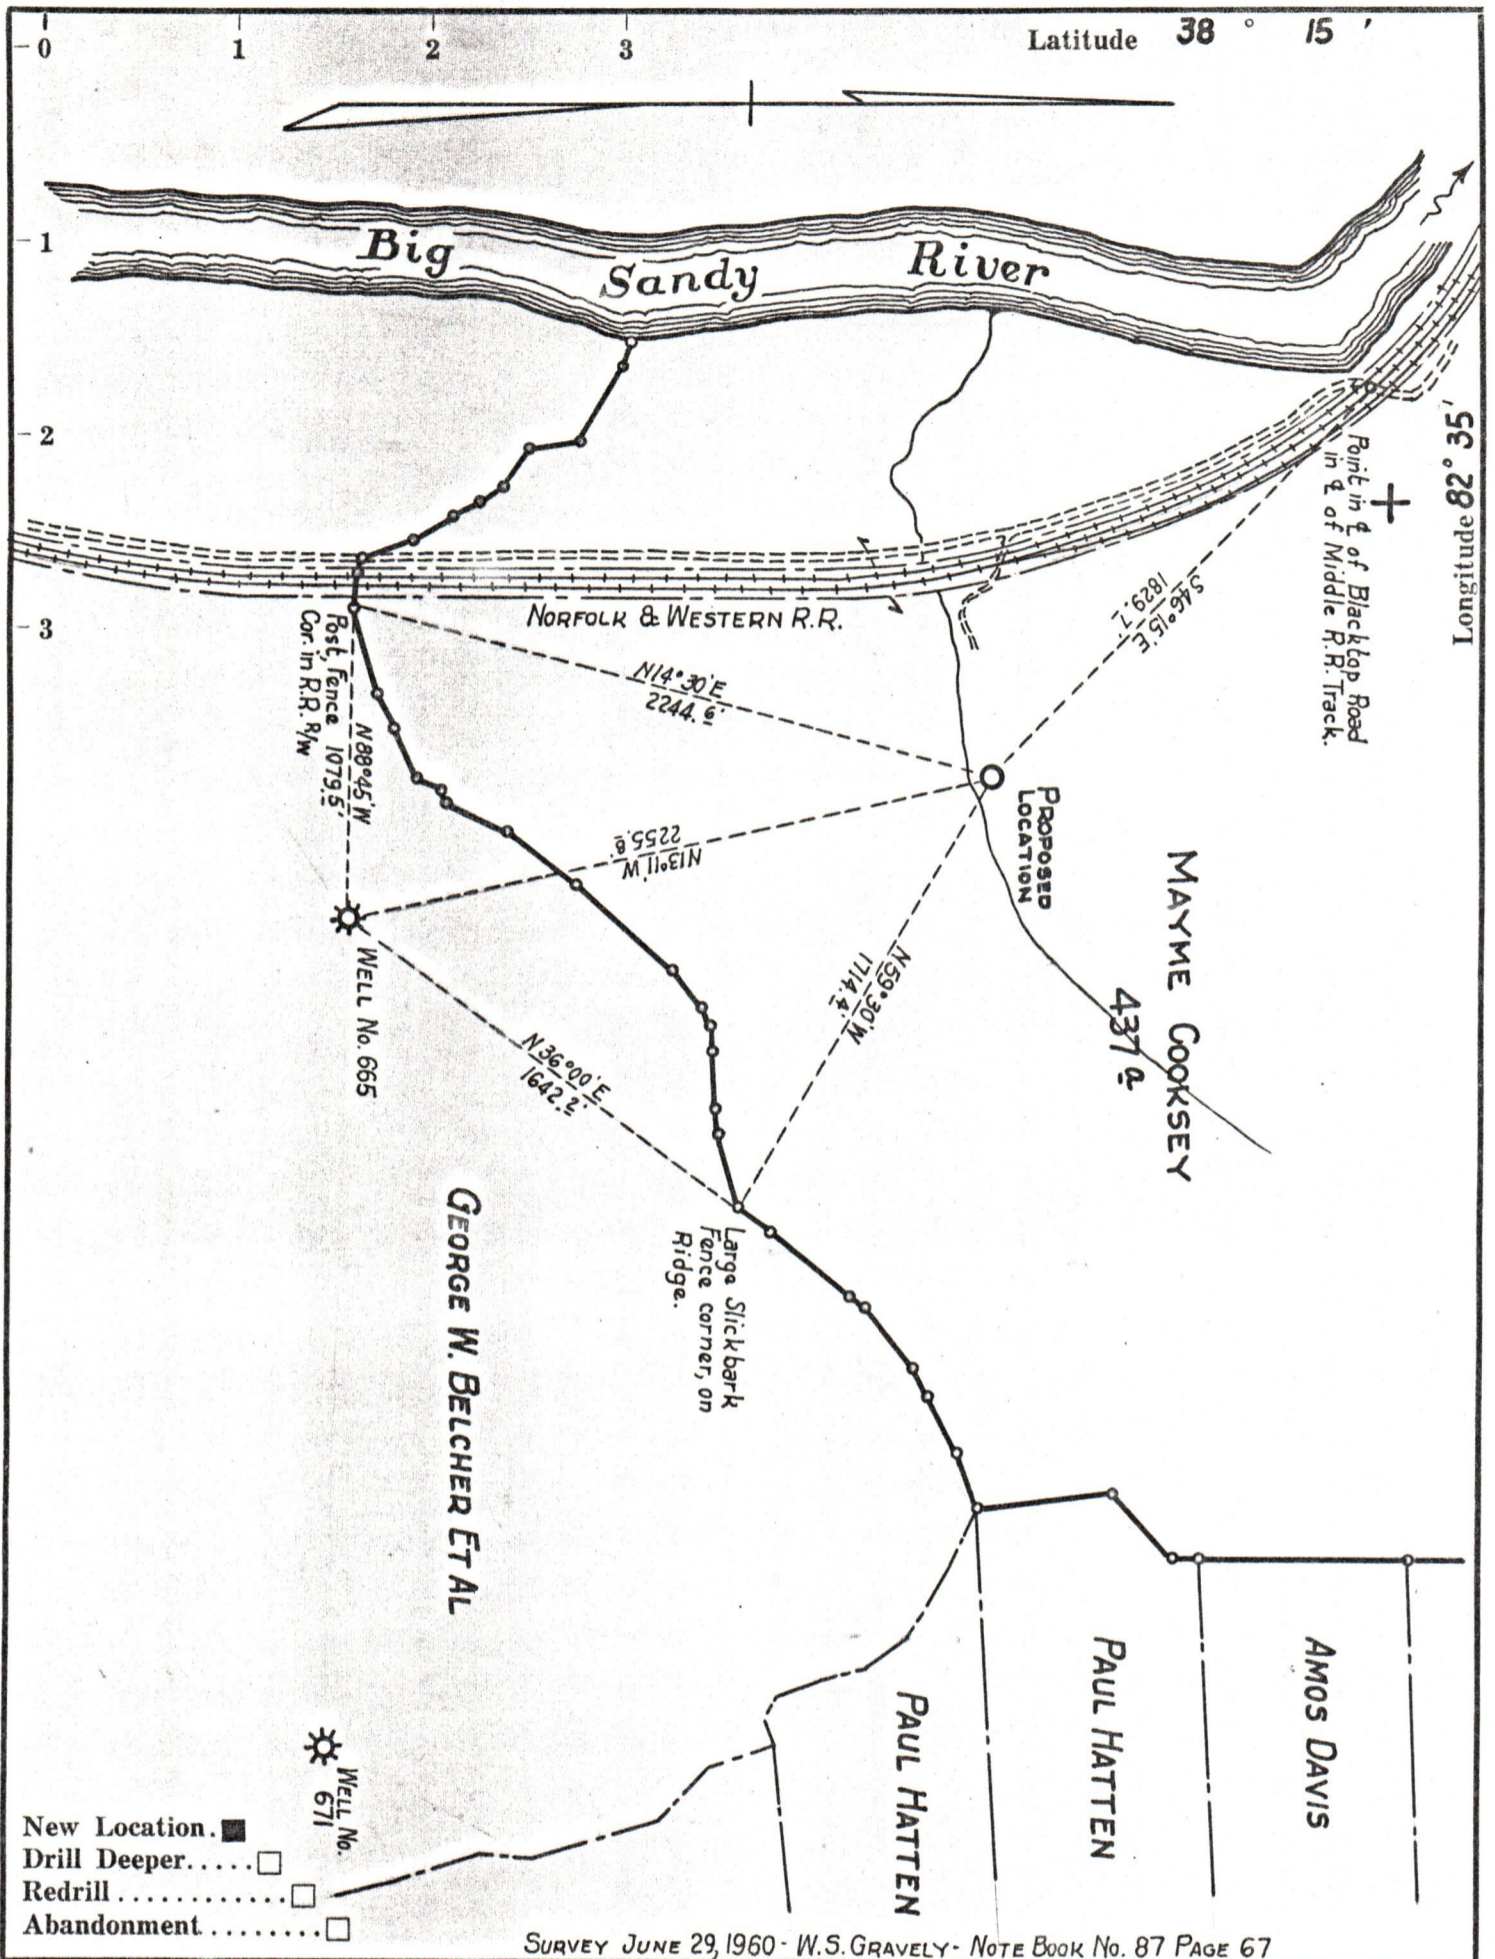 0 1 2 3
Latitude 38 ° 15 '
1
2
3
Longitude 82° 35'
Big Sandy River
Point in ℄ of Blacktop Road
in ℄ of Middle R.R. Track.
NORFOLK & WESTERN R.R.
S46°15'E
1829.7'
N14°30'E
2244.6'
Post, Fence
Cor. in R.R. R/W
N88°45'W
1079.5'
N13°11'W
2255.8'
PROPOSED
LOCATION
MAYME COOKSEY
437 a
N59°30'W
1714.4'
WELL No. 665
N36°00'E
1642.2'
Large Slickbark
Fence corner, on
Ridge.
GEORGE W. BELCHER ET AL
PAUL HATTEN
PAUL HATTEN
AMOS DAVIS
WELL No.
671
New Location. ■
Drill Deeper..... □
Redrill ............ □
Abandonment ......... □
SURVEY JUNE 29, 1960 - W.S. GRAVELY - NOTE BOOK No. 87 PAGE 67